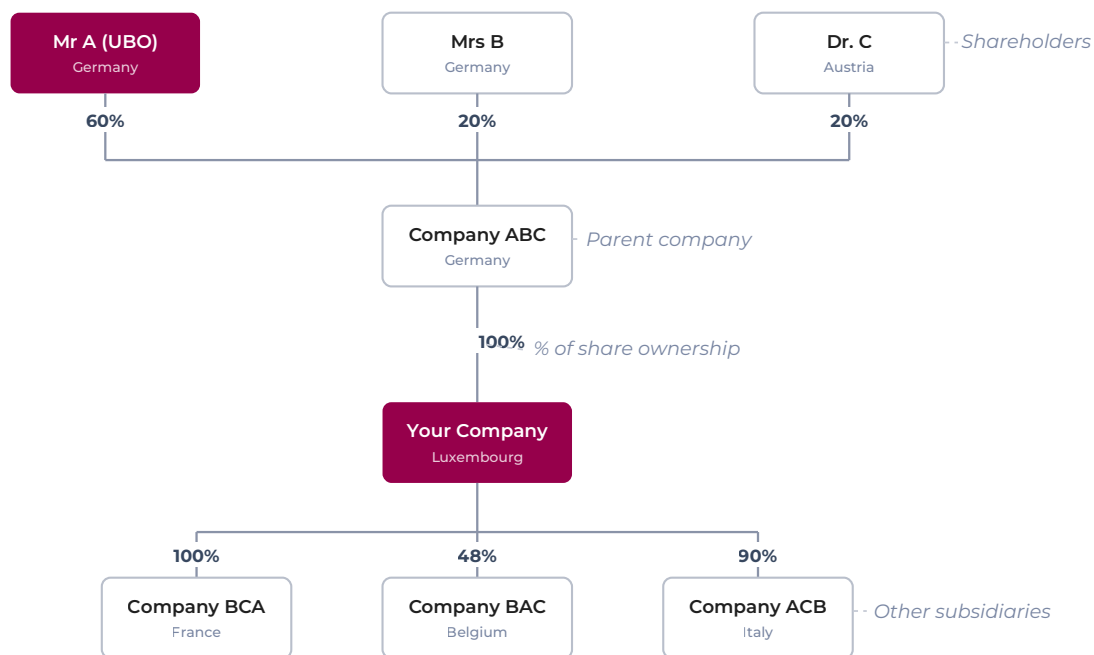 Mr A (UBO)
Germany
Mrs B
Germany
Dr. C
Austria
Shareholders
60%
20%
20%
Company ABC
Germany
Parent company
100%
% of share ownership
Your Company
Luxembourg
100%
48%
90%
Company BCA
France
Company BAC
Belgium
Company ACB
Italy
Other subsidiaries